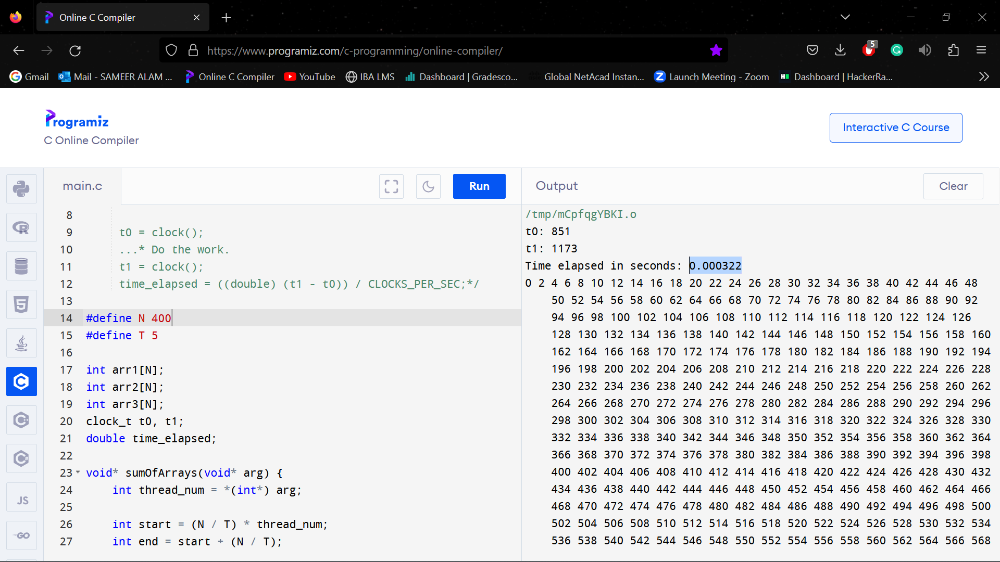 Online C Compiler
https://www.programiz.com/c-programming/online-compiler/
5
Gmail Mail - SAMEER ALAM ... Online C Compiler YouTube IBA LMS Dashboard | Gradesco... Global NetAcad Instan... Launch Meeting - Zoom Dashboard | HackerRa...
Programiz
C Online Compiler
Interactive C Course
main.c
Run
Output
Clear
8
9 t0 = clock();
10 ...* Do the work.
11 t1 = clock();
12 time_elapsed = ((double) (t1 - t0)) / CLOCKS_PER_SEC;*/
13
14 #define N 400
15 #define T 5
16
17 int arr1[N];
18 int arr2[N];
19 int arr3[N];
20 clock_t t0, t1;
21 double time_elapsed;
22
23 void* sumOfArrays(void* arg) {
24 int thread_num = *(int*) arg;
25
26 int start = (N / T) * thread_num;
27 int end = start + (N / T);
JS
GO
/tmp/mCpfqgYBKI.o
t0: 851
t1: 1173
Time elapsed in seconds: 0.000322
0 2 4 6 8 10 12 14 16 18 20 22 24 26 28 30 32 34 36 38 40 42 44 46 48
50 52 54 56 58 60 62 64 66 68 70 72 74 76 78 80 82 84 86 88 90 92
94 96 98 100 102 104 106 108 110 112 114 116 118 120 122 124 126
128 130 132 134 136 138 140 142 144 146 148 150 152 154 156 158 160
162 164 166 168 170 172 174 176 178 180 182 184 186 188 190 192 194
196 198 200 202 204 206 208 210 212 214 216 218 220 222 224 226 228
230 232 234 236 238 240 242 244 246 248 250 252 254 256 258 260 262
264 266 268 270 272 274 276 278 280 282 284 286 288 290 292 294 296
298 300 302 304 306 308 310 312 314 316 318 320 322 324 326 328 330
332 334 336 338 340 342 344 346 348 350 352 354 356 358 360 362 364
366 368 370 372 374 376 378 380 382 384 386 388 390 392 394 396 398
400 402 404 406 408 410 412 414 416 418 420 422 424 426 428 430 432
434 436 438 440 442 444 446 448 450 452 454 456 458 460 462 464 466
468 470 472 474 476 478 480 482 484 486 488 490 492 494 496 498 500
502 504 506 508 510 512 514 516 518 520 522 524 526 528 530 532 534
536 538 540 542 544 546 548 550 552 554 556 558 560 562 564 566 568